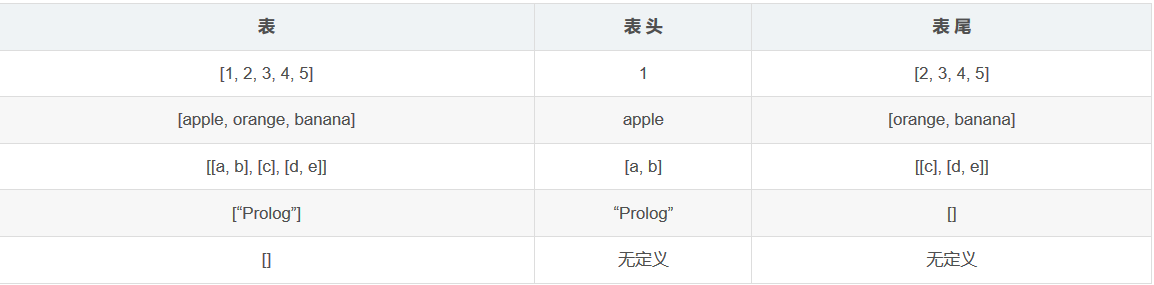 表 表 头 表 尾
[1, 2, 3, 4, 5] 1 [2, 3, 4, 5]
[apple, orange, banana] apple [orange, banana]
[[a, b], [c], [d, e]] [a, b] [[c], [d, e]]
[“Prolog”] “Prolog” []
[] 无定义 无定义